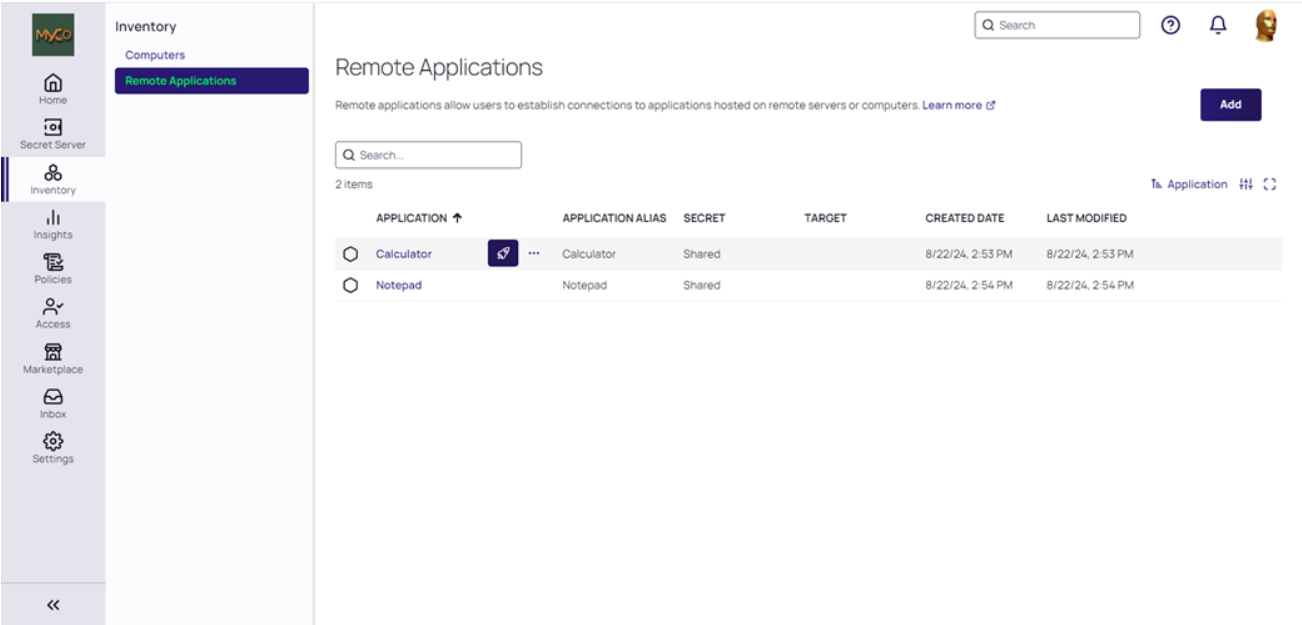 MyCO
Home
Secret Server
Inventory
Insights
Policies
Access
Marketplace
Inbox
Settings
Inventory
Computers
Remote Applications
Search
Remote Applications
Remote applications allow users to establish connections to applications hosted on remote servers or computers. Learn more
Add
Search...
2 items
Application
APPLICATION APPLICATION ALIAS SECRET TARGET CREATED DATE LAST MODIFIED
Calculator Calculator Shared 8/22/24, 2:53 PM 8/22/24, 2:53 PM
Notepad Notepad Shared 8/22/24, 2:54 PM 8/22/24, 2:54 PM